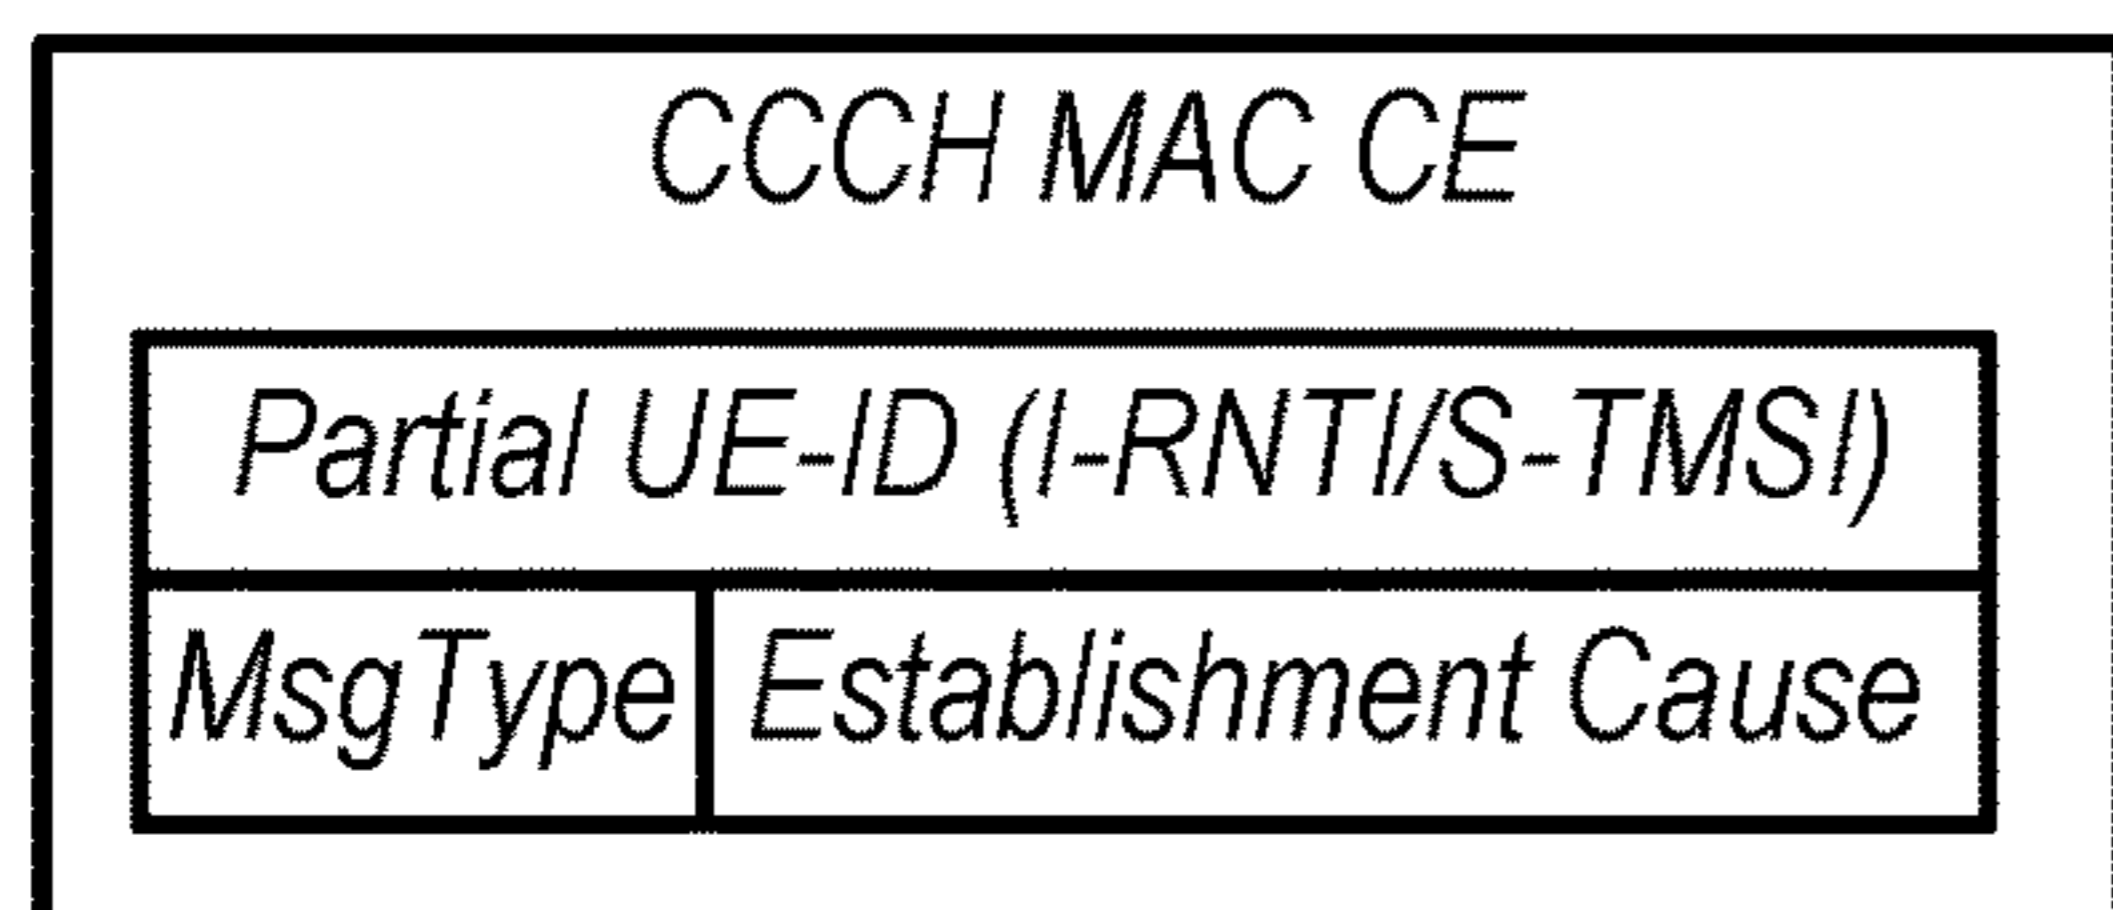 CCCH MAC CE
Partial UE-ID (I-RNTI/S-TMSI)
MsgType Establishment Cause